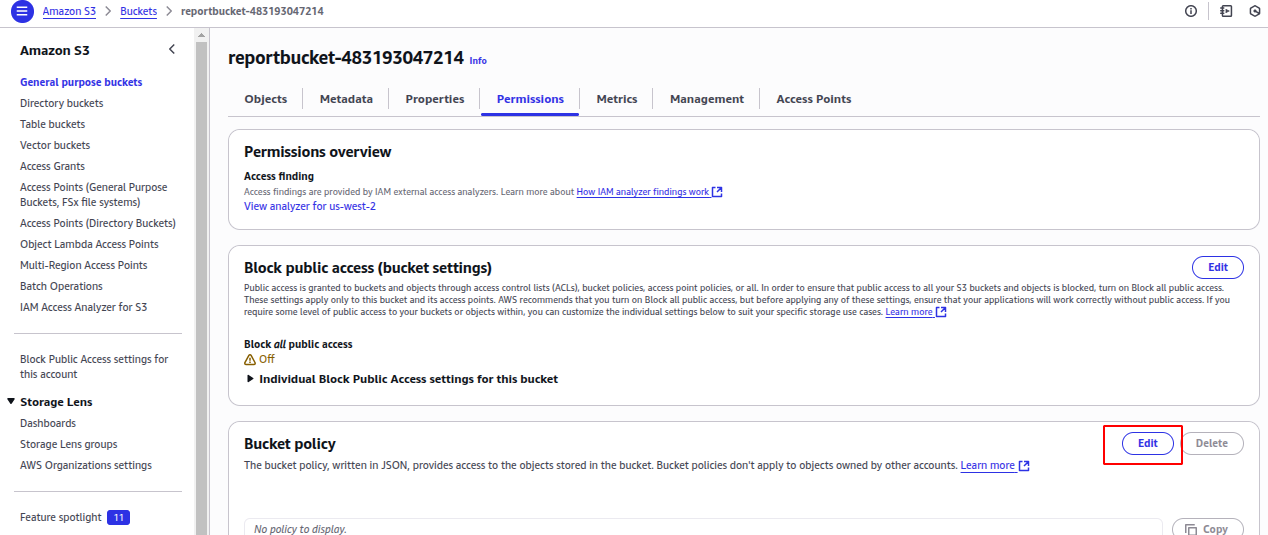 Amazon S3 > Buckets > reportbucket-483193047214
Amazon S3
General purpose buckets
Directory buckets
Table buckets
Vector buckets
Access Grants
Access Points (General Purpose
Buckets, FSx file systems)
Access Points (Directory Buckets)
Object Lambda Access Points
Multi-Region Access Points
Batch Operations
IAM Access Analyzer for S3
Block Public Access settings for
this account
Storage Lens
Dashboards
Storage Lens groups
AWS Organizations settings
Feature spotlight 11
reportbucket-483193047214 Info
Objects Metadata Properties Permissions Metrics Management Access Points
Permissions overview
Access finding
Access findings are provided by IAM external access analyzers. Learn more about How IAM analyzer findings work
View analyzer for us-west-2
Block public access (bucket settings) Edit
Public access is granted to buckets and objects through access control lists (ACLs), bucket policies, access point policies, or all. In order to ensure that public access to all your S3 buckets and objects is blocked, turn on Block all public access.
These settings apply only to this bucket and its access points. AWS recommends that you turn on Block all public access, but before applying any of these settings, ensure that your applications will work correctly without public access. If you
require some level of public access to your buckets or objects within, you can customize the individual settings below to suit your specific storage use cases. Learn more
Block all public access
Off
Individual Block Public Access settings for this bucket
Bucket policy Edit Delete
The bucket policy, written in JSON, provides access to the objects stored in the bucket. Bucket policies don't apply to objects owned by other accounts. Learn more
No policy to display. Copy